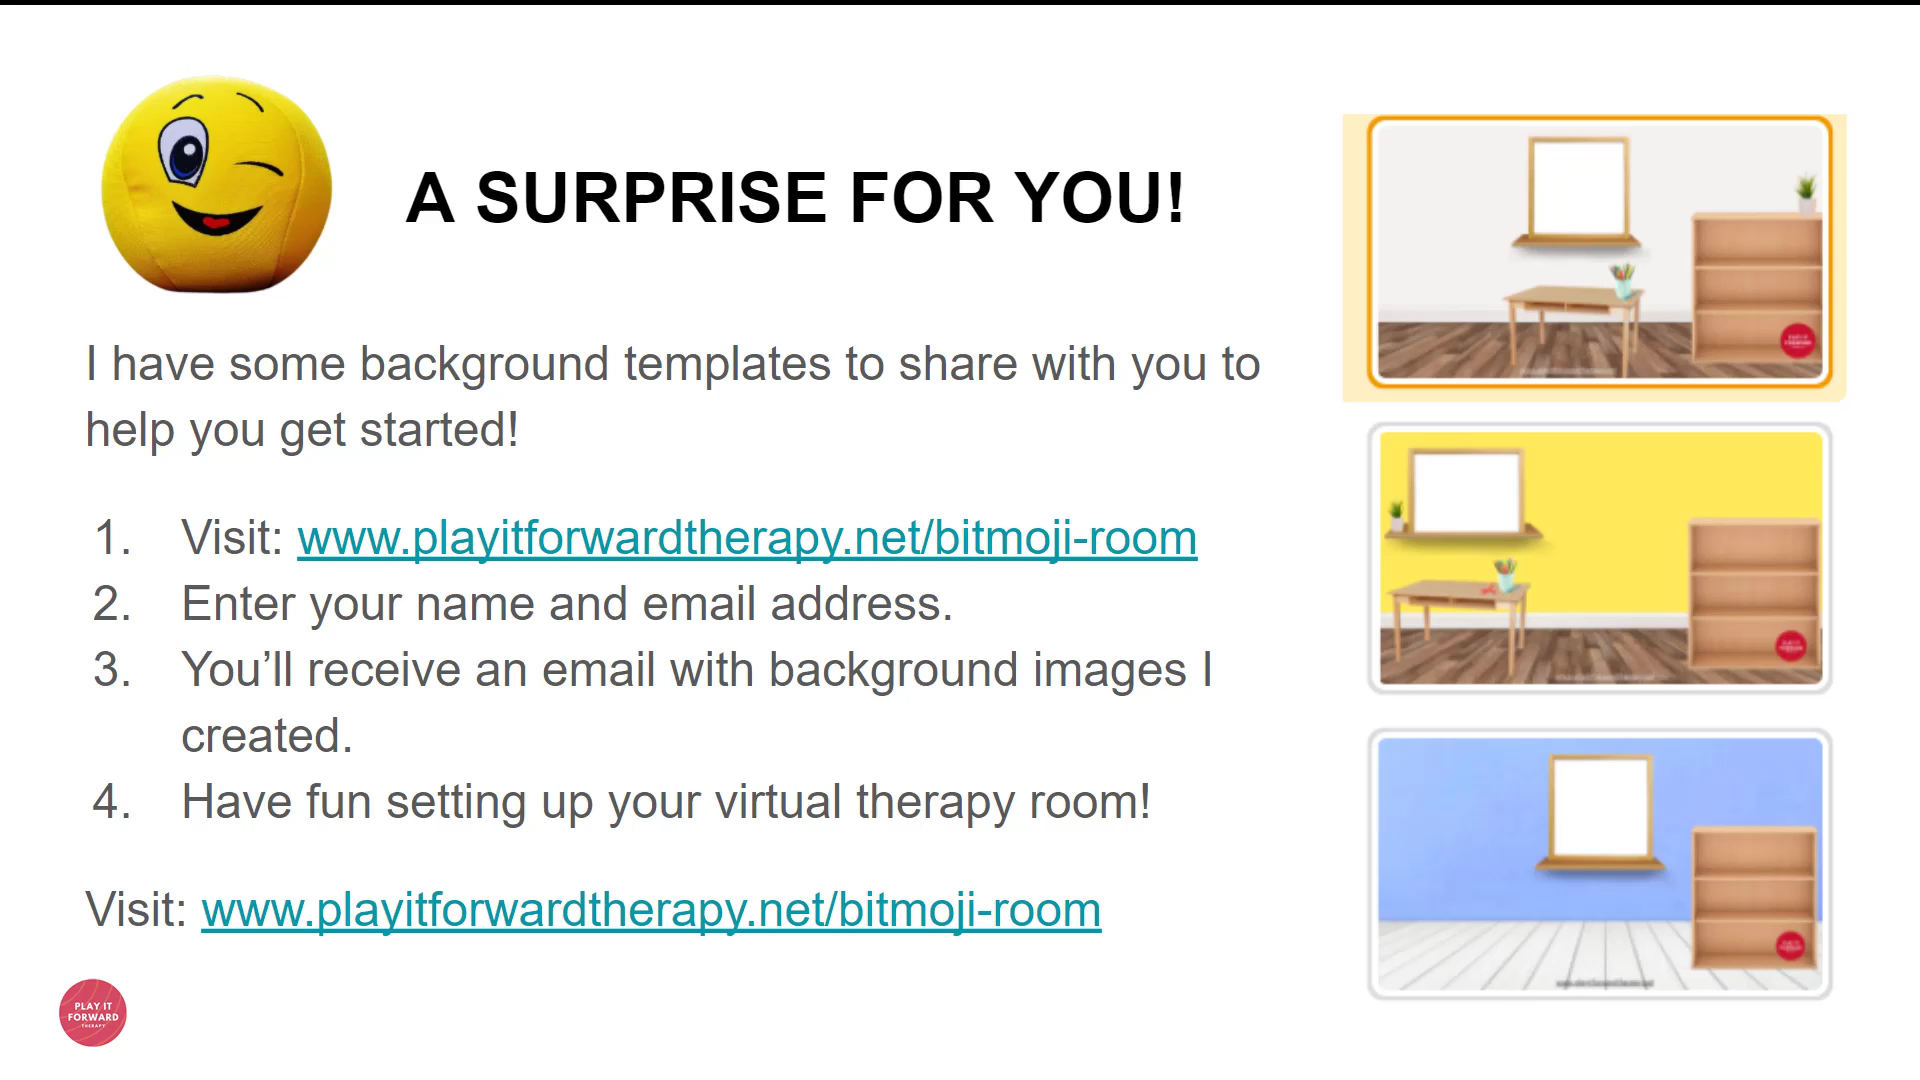 A SURPRISE FOR YOU!
I have some background templates to share with you to
help you get started!
1. Visit: www.playitforwardtherapy.net/bitmoji-room
2. Enter your name and email address.
3. You’ll receive an email with background images I
created.
4. Have fun setting up your virtual therapy room!
Visit: www.playitforwardtherapy.net/bitmoji-room
PLAY IT
FORWARD
THERAPY